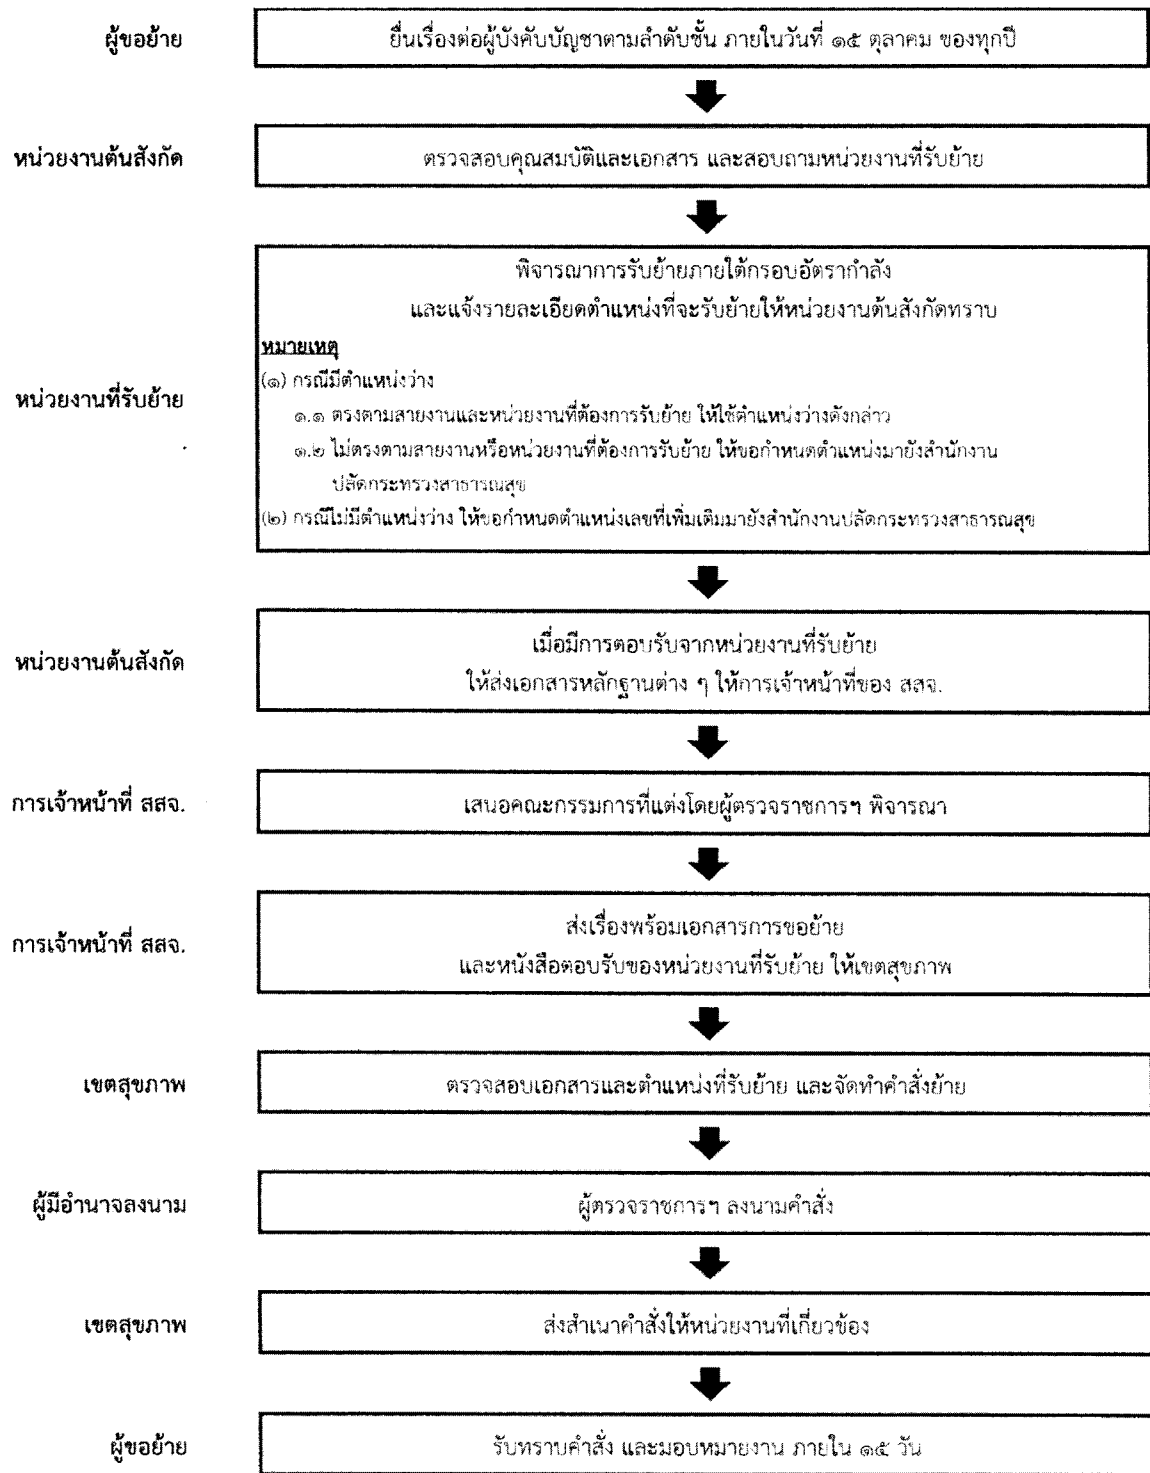 ผู้ขอย้าย
ยื่นเรื่องต่อผู้บังคับบัญชาตามลำดับชั้น ภายในวันที่ ๑๕ ตุลาคม ของทุกปี
หน่วยงานต้นสังกัด
ตรวจสอบคุณสมบัติและเอกสาร และสอบถามหน่วยงานที่รับย้าย
หน่วยงานที่รับย้าย
พิจารณาการรับย้ายภายใต้กรอบอัตรากำลัง
และแจ้งรายละเอียดตำแหน่งที่จะรับย้ายให้หน่วยงานต้นสังกัดทราบ
หมายเหตุ
(๑) กรณีมีตำแหน่งว่าง
๑.๑ ตรงตามสายงานและหน่วยงานที่ต้องการรับย้าย ให้ใช้ตำแหน่งว่างดังกล่าว
๑.๒ ไม่ตรงตามสายงานหรือหน่วยงานที่ต้องการรับย้าย ให้ขอกำหนดตำแหน่งมายังสำนักงาน
ปลัดกระทรวงสาธารณสุข
(๒) กรณีไม่มีตำแหน่งว่าง ให้ขอกำหนดตำแหน่งเลขที่เพิ่มเติมมายังสำนักงานปลัดกระทรวงสาธารณสุข
หน่วยงานต้นสังกัด
เมื่อมีการตอบรับจากหน่วยงานที่รับย้าย
ให้ส่งเอกสารหลักฐานต่าง ๆ ให้การเจ้าหน้าที่ของ สสจ.
การเจ้าหน้าที่ สสจ.
เสนอคณะกรรมการที่แต่งโดยผู้ตรวจราชการฯ พิจารณา
การเจ้าหน้าที่ สสจ.
ส่งเรื่องพร้อมเอกสารการขอย้าย
และหนังสือตอบรับของหน่วยงานที่รับย้าย ให้เขตสุขภาพ
เขตสุขภาพ
ตรวจสอบเอกสารและตำแหน่งที่รับย้าย และจัดทำคำสั่งย้าย
ผู้มีอำนาจลงนาม
ผู้ตรวจราชการฯ ลงนามคำสั่ง
เขตสุขภาพ
ส่งสำเนาคำสั่งให้หน่วยงานที่เกี่ยวข้อง
ผู้ขอย้าย
รับทราบคำสั่ง และมอบหมายงาน ภายใน ๑๕ วัน